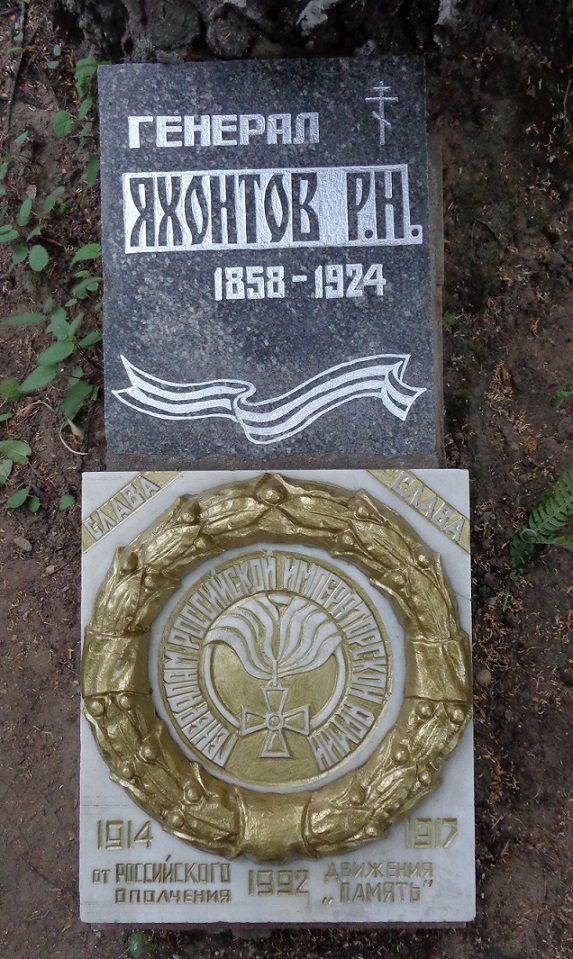 ГЕНЕРАЛ
ЯХОНТОВ Р.Н.
1858-1924
СЛАВА
СЛАВА
ГЕНЕРАЛАМ РОССИЙСКОЙ ИМПЕРАТОРСКОЙ АРМИИ
1914
1917
от РОССИЙСКОГО
ОПОЛЧЕНИЯ
1992
ДВИЖЕНИЯ
„ПАМЯТЬ"